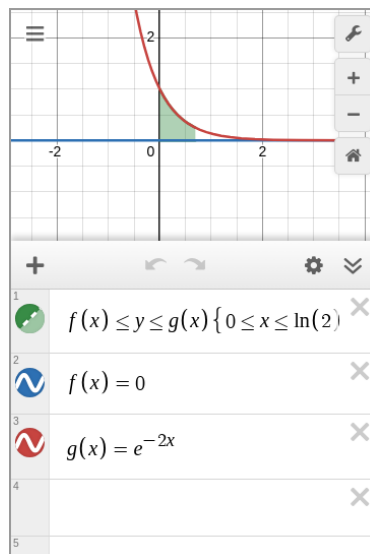 2
-2 0 2
+
−
+
1
f(x) ≤ y ≤ g(x) {0 ≤ x ≤ ln(2)
2
f(x) = 0
3
g(x) = e^{-2x}
4
5